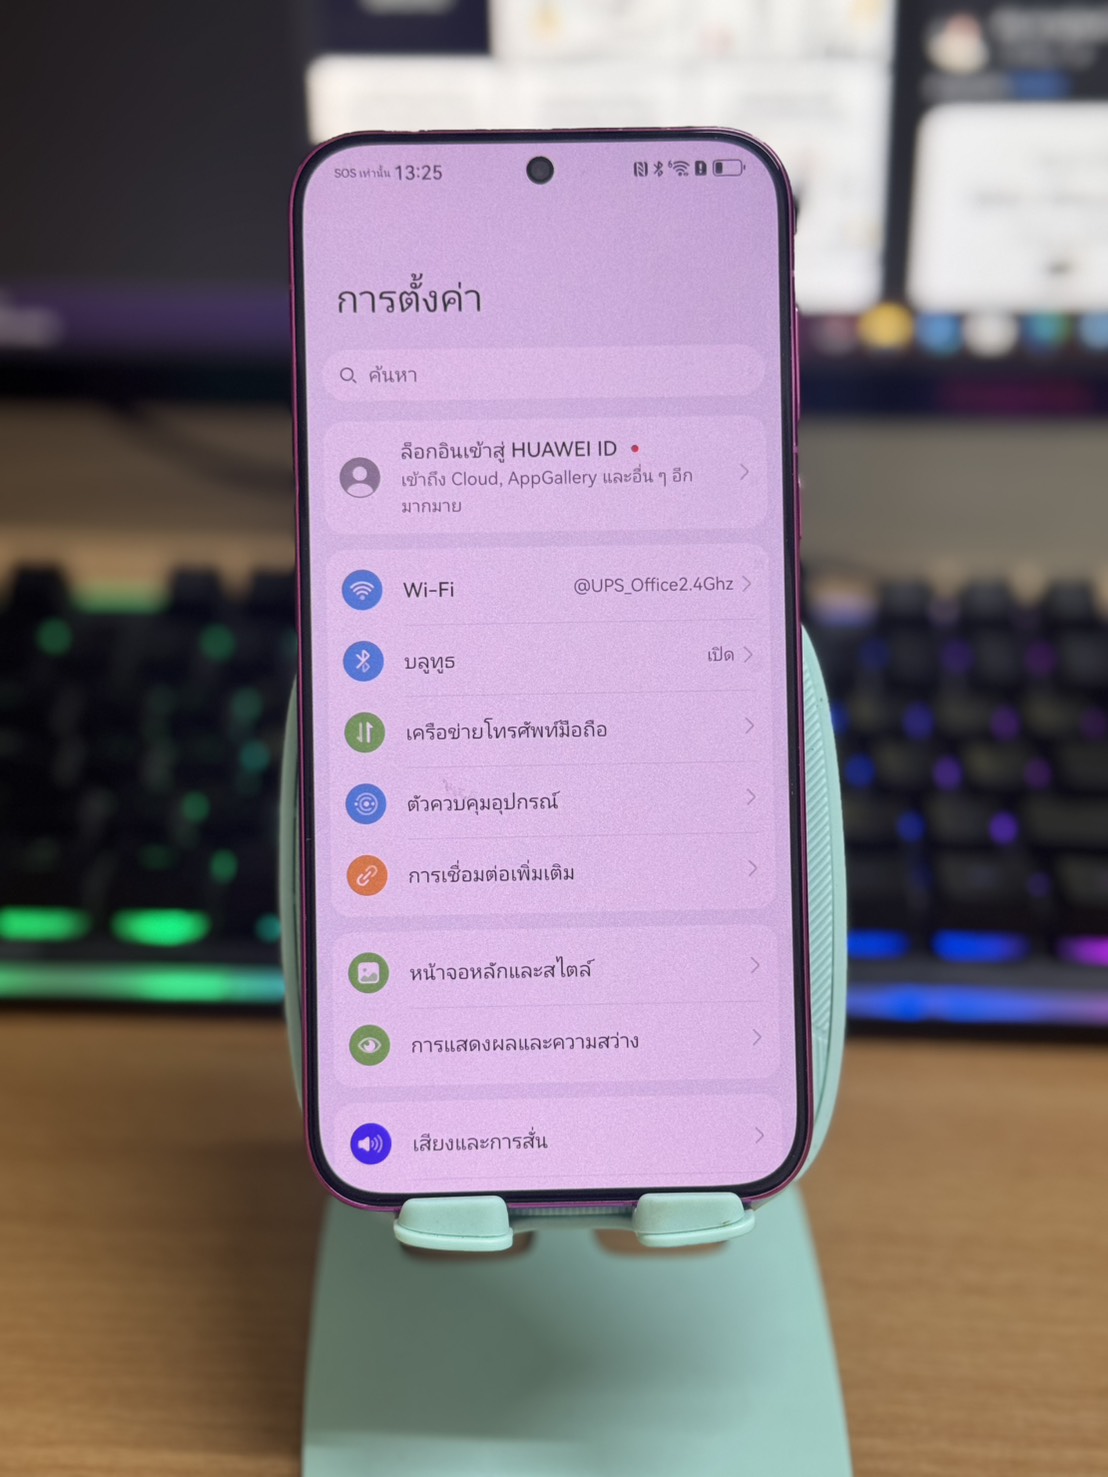 SOS เท่านั้น 13:25
การตั้งค่า
ค้นหา
ล็อกอินเข้าสู่ HUAWEI ID
เข้าถึง Cloud, AppGallery และอื่น ๆ อีก
มากมาย
Wi-Fi @UPS_Office2.4Ghz
บลูทูธ เปิด
เครือข่ายโทรศัพท์มือถือ
ตัวควบคุมอุปกรณ์
การเชื่อมต่อเพิ่มเติม
หน้าจอหลักและสไตล์
การแสดงผลและความสว่าง
เสียงและการสั่น